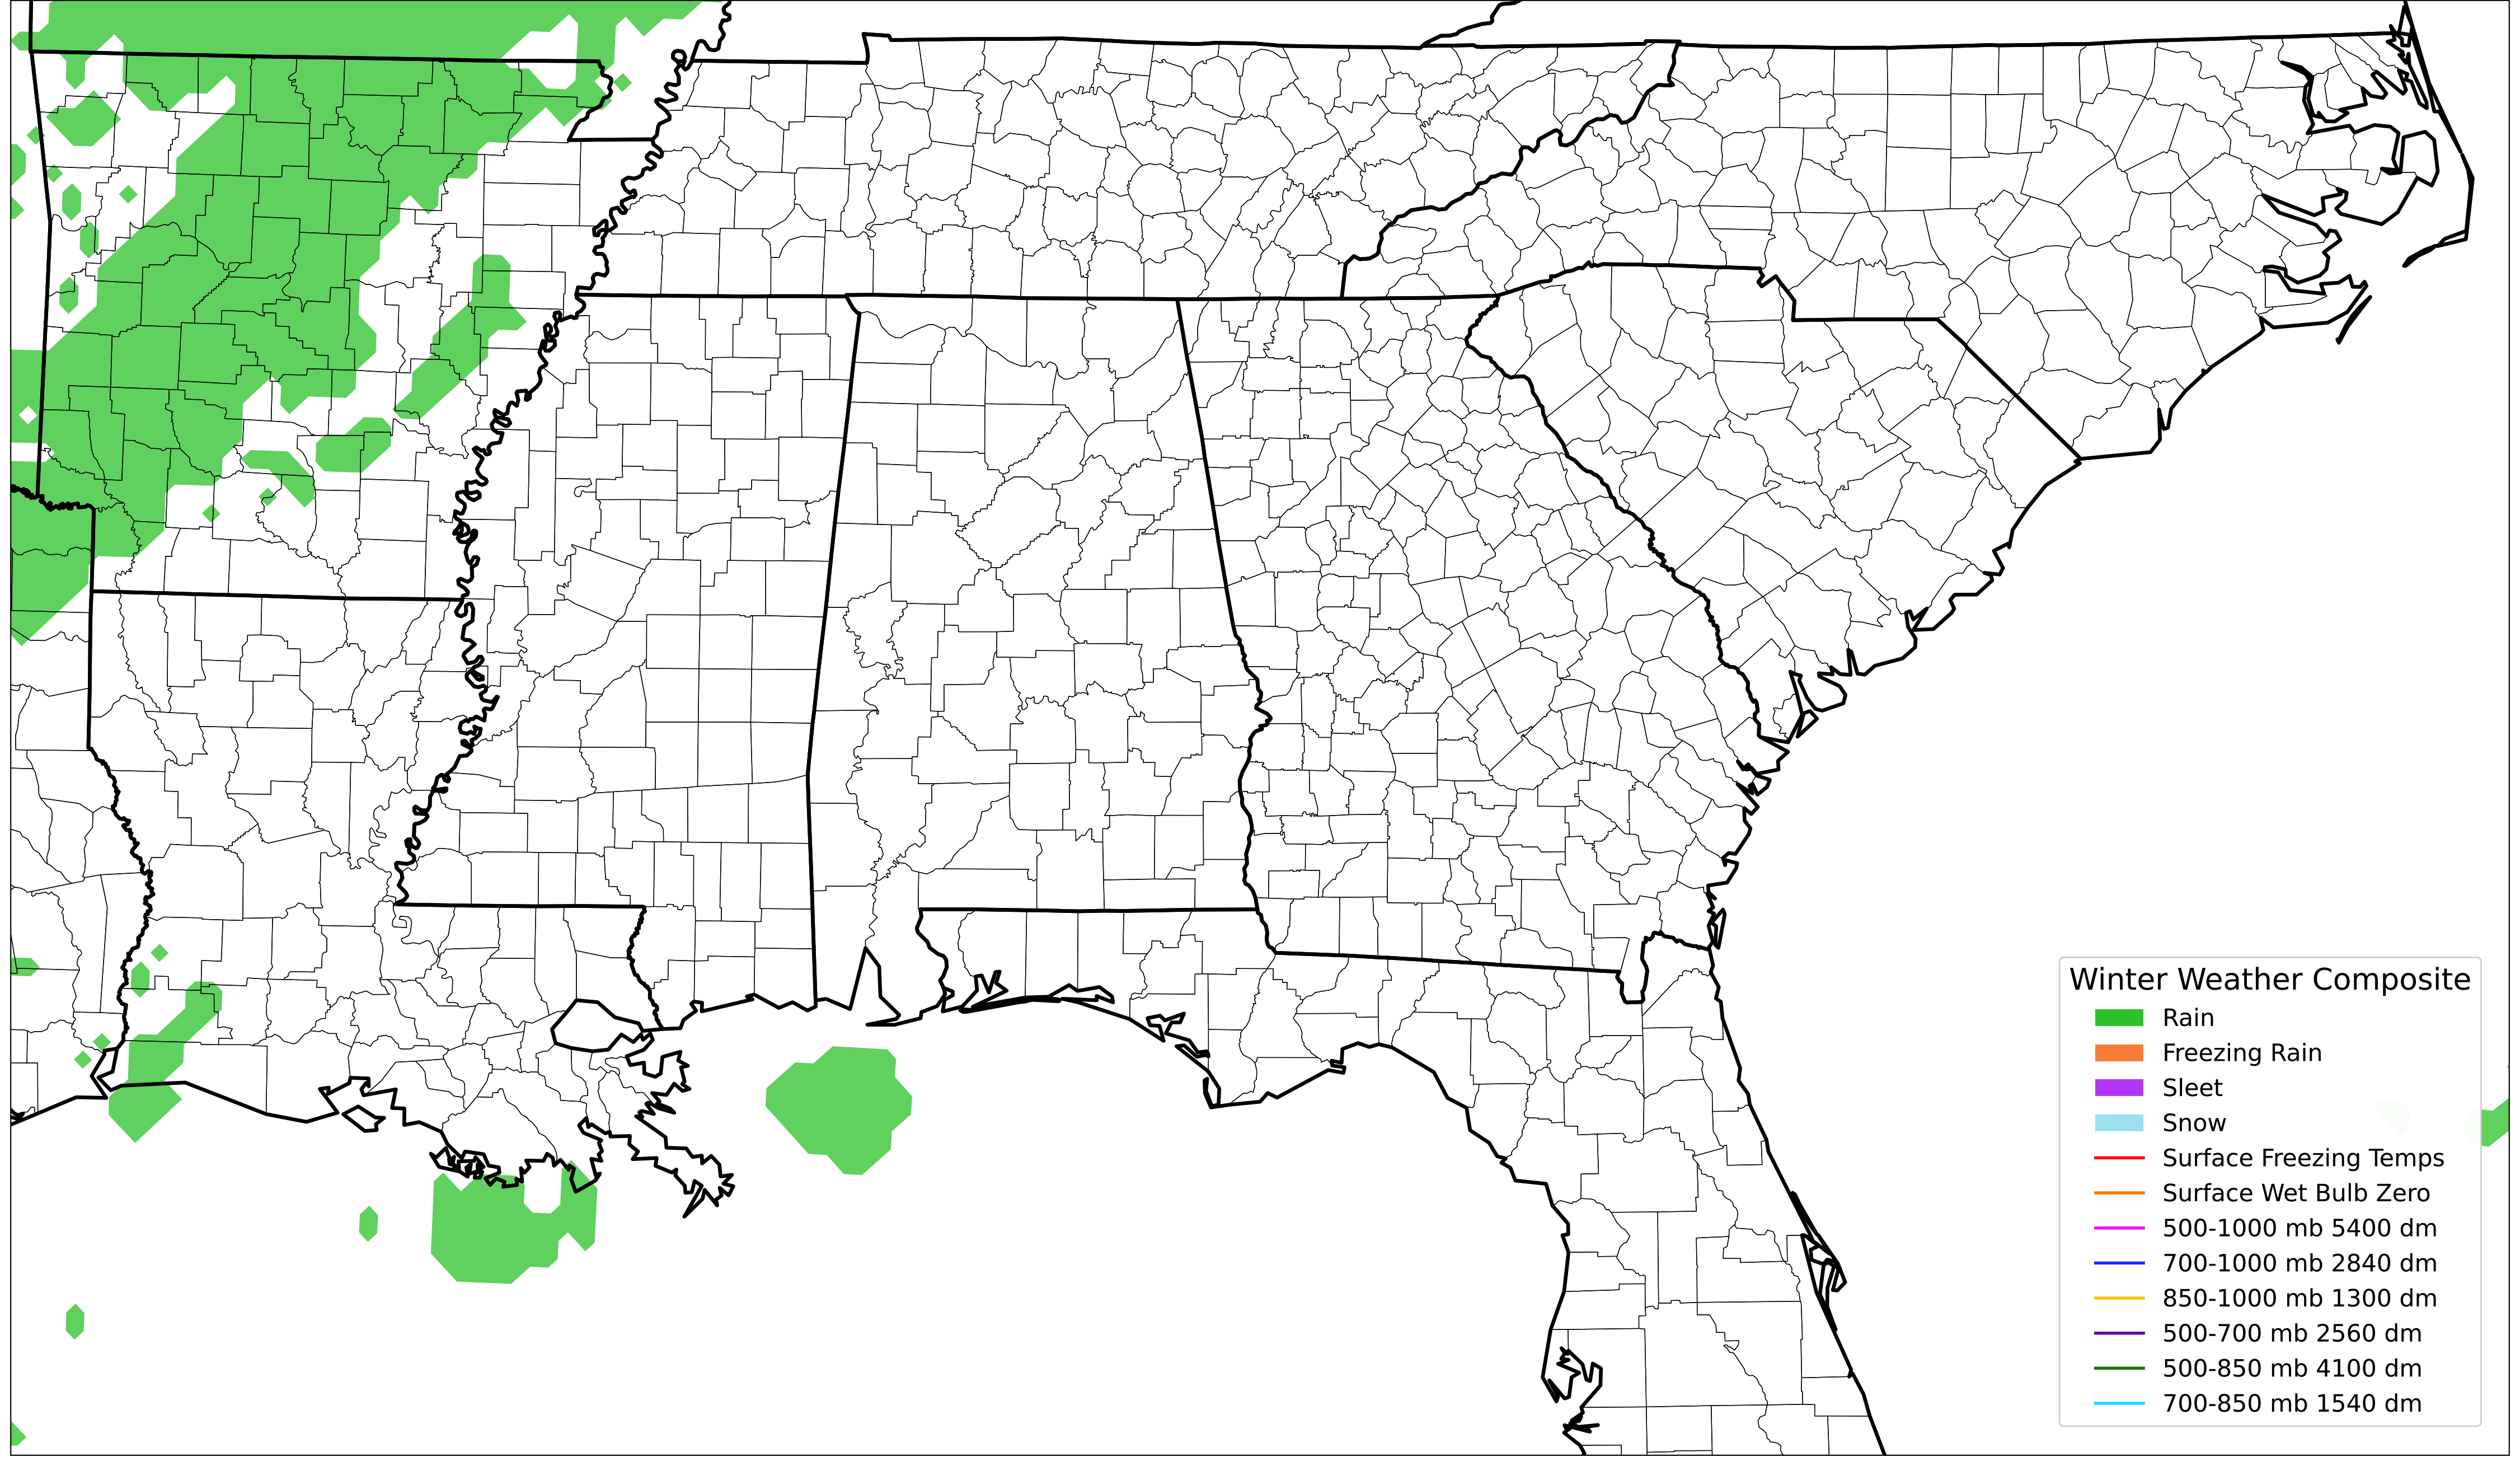 Winter Weather Composite
Rain
Freezing Rain
Sleet
Snow
Surface Freezing Temps
Surface Wet Bulb Zero
500-1000 mb 5400 dm
700-1000 mb 2840 dm
850-1000 mb 1300 dm
500-700 mb 2560 dm
500-850 mb 4100 dm
700-850 mb 1540 dm